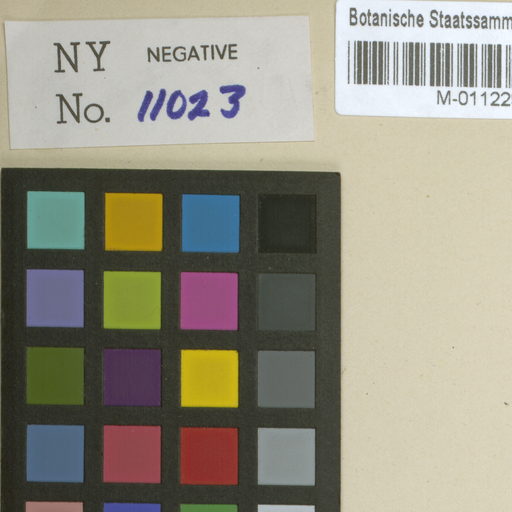 NY NEGATIVE
No. 11023
Botanische Staatssamm
M-01122